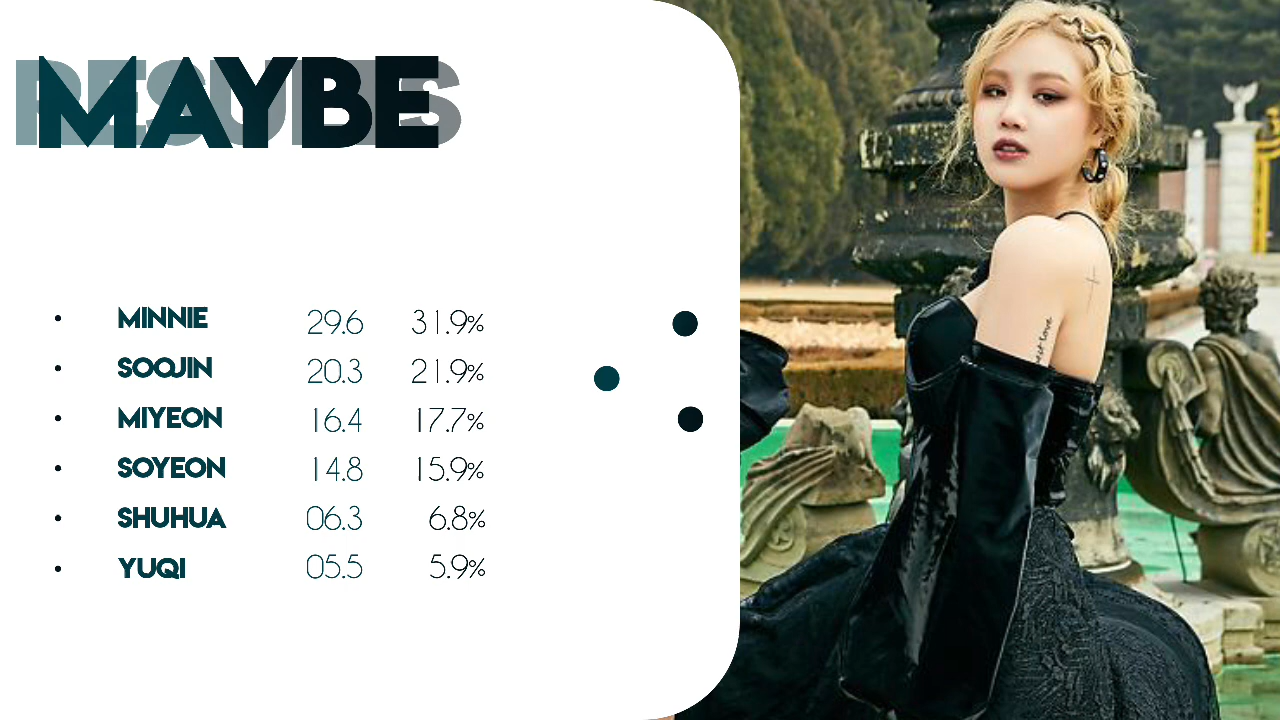 RESULTS
MAYBE
• MINNIE 29.6 31.9%
• SOOJIN 20.3 21.9%
• MIYEON 16.4 17.7%
• SOYEON 14.8 15.9%
• SHUHUA 06.3 6.8%
• YUQI 05.5 5.9%